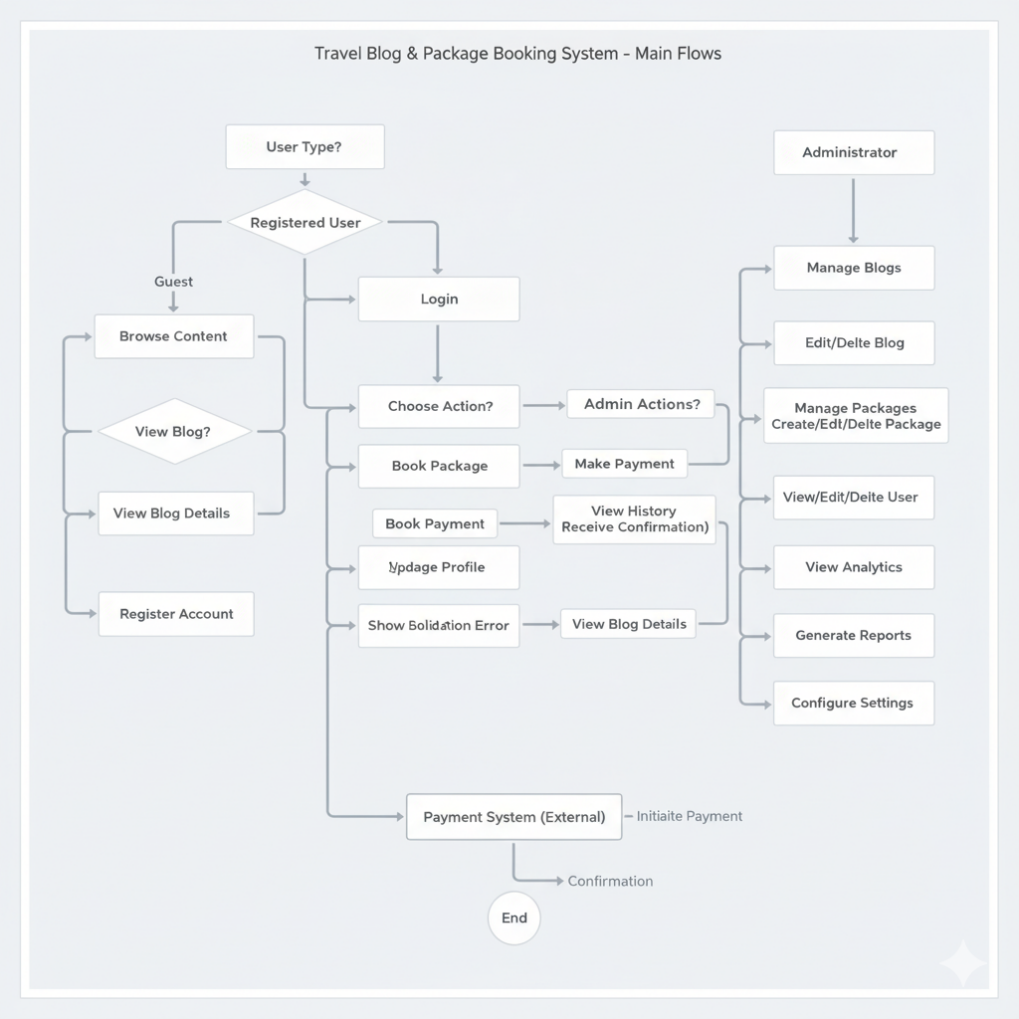 Travel Blog & Package Booking System - Main Flows
User Type?
Registered User
Guest
Browse Content
View Blog?
View Blog Details
Register Account
Login
Choose Action?
Admin Actions?
Book Package
Make Payment
Book Payment
View History
Receive Confirmation)
Updage Profile
Show Bolidation Error
View Blog Details
Administrator
Manage Blogs
Edit/Delte Blog
Manage Packages
Create/Edt/Delte Package
View/Edit/Delte User
View Analytics
Generate Reports
Configure Settings
Payment System (External)
Initiaite Payment
Confirmation
End